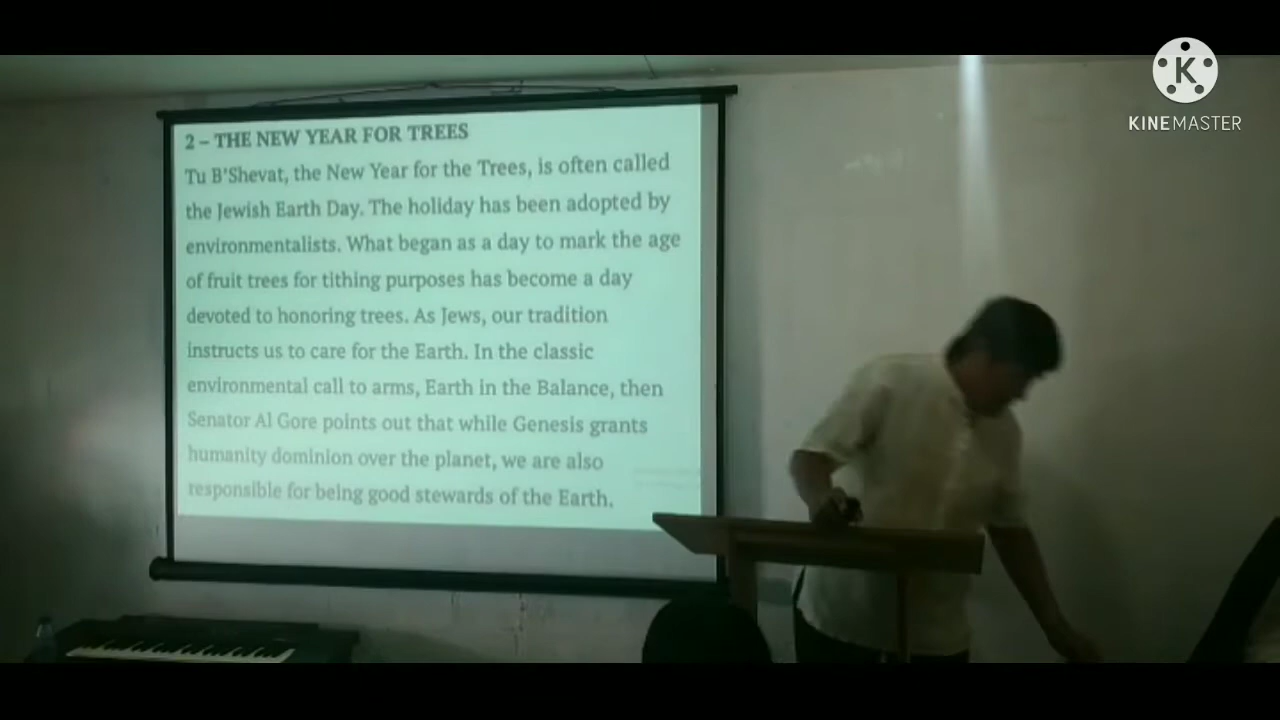 2 – THE NEW YEAR FOR TREES
Tu B'Shevat, the New Year for the Trees, is often called
the Jewish Earth Day. The holiday has been adopted by
environmentalists. What began as a day to mark the age
of fruit trees for tithing purposes has become a day
devoted to honoring trees. As Jews, our tradition
instructs us to care for the Earth. In the classic
environmental call to arms, Earth in the Balance, then
Senator Al Gore points out that while Genesis grants
humanity dominion over the planet, we are also
responsible for being good stewards of the Earth.
K
KINEMASTER